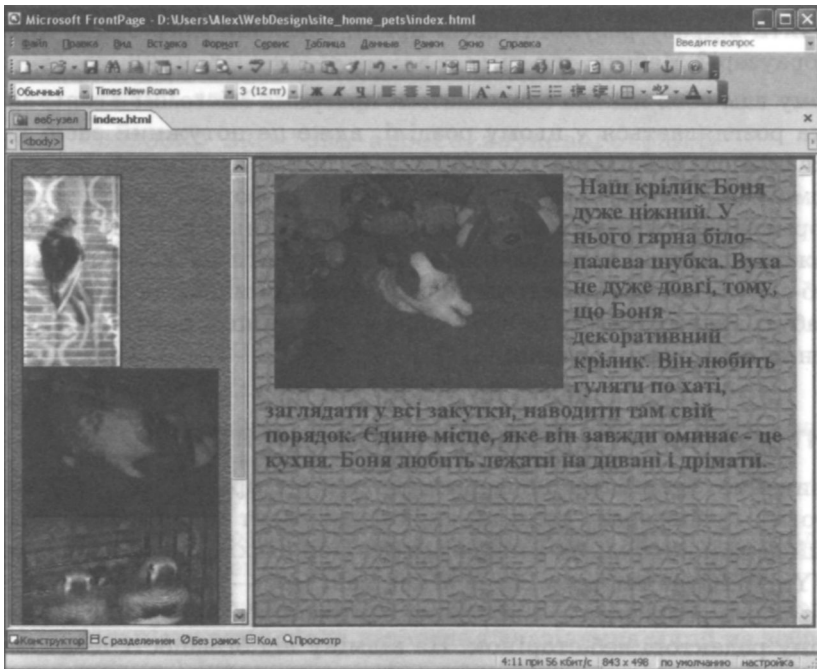 Microsoft FrontPage - D:\Users\Alex\WebDesign\site_home_pets\index.html
Файл Правка Вид Вставка Формат Сервис Таблица Данные Рамки Окно Справка
Введите вопрос
Обычный Times New Roman 3 (12 пт) Ж К Ч
веб-узел index.html
<body>
Наш крілик Боня
дуже ніжний. У
нього гарна біло-
палева шубка. Вуха
не дуже довгі, тому,
що Боня -
декоративний
крілик. Він любить
гуляти по хаті,
заглядати у всі закутки, наводити там свій
порядок. Єдине місце, яке він завжди оминає - це
кухня. Боня любить лежати на дивані і дрімати.
Конструктор С разделением Без рамок Код Просмотр
4:11 при 56 кбит/с 843 x 498 по умолчанию настройка